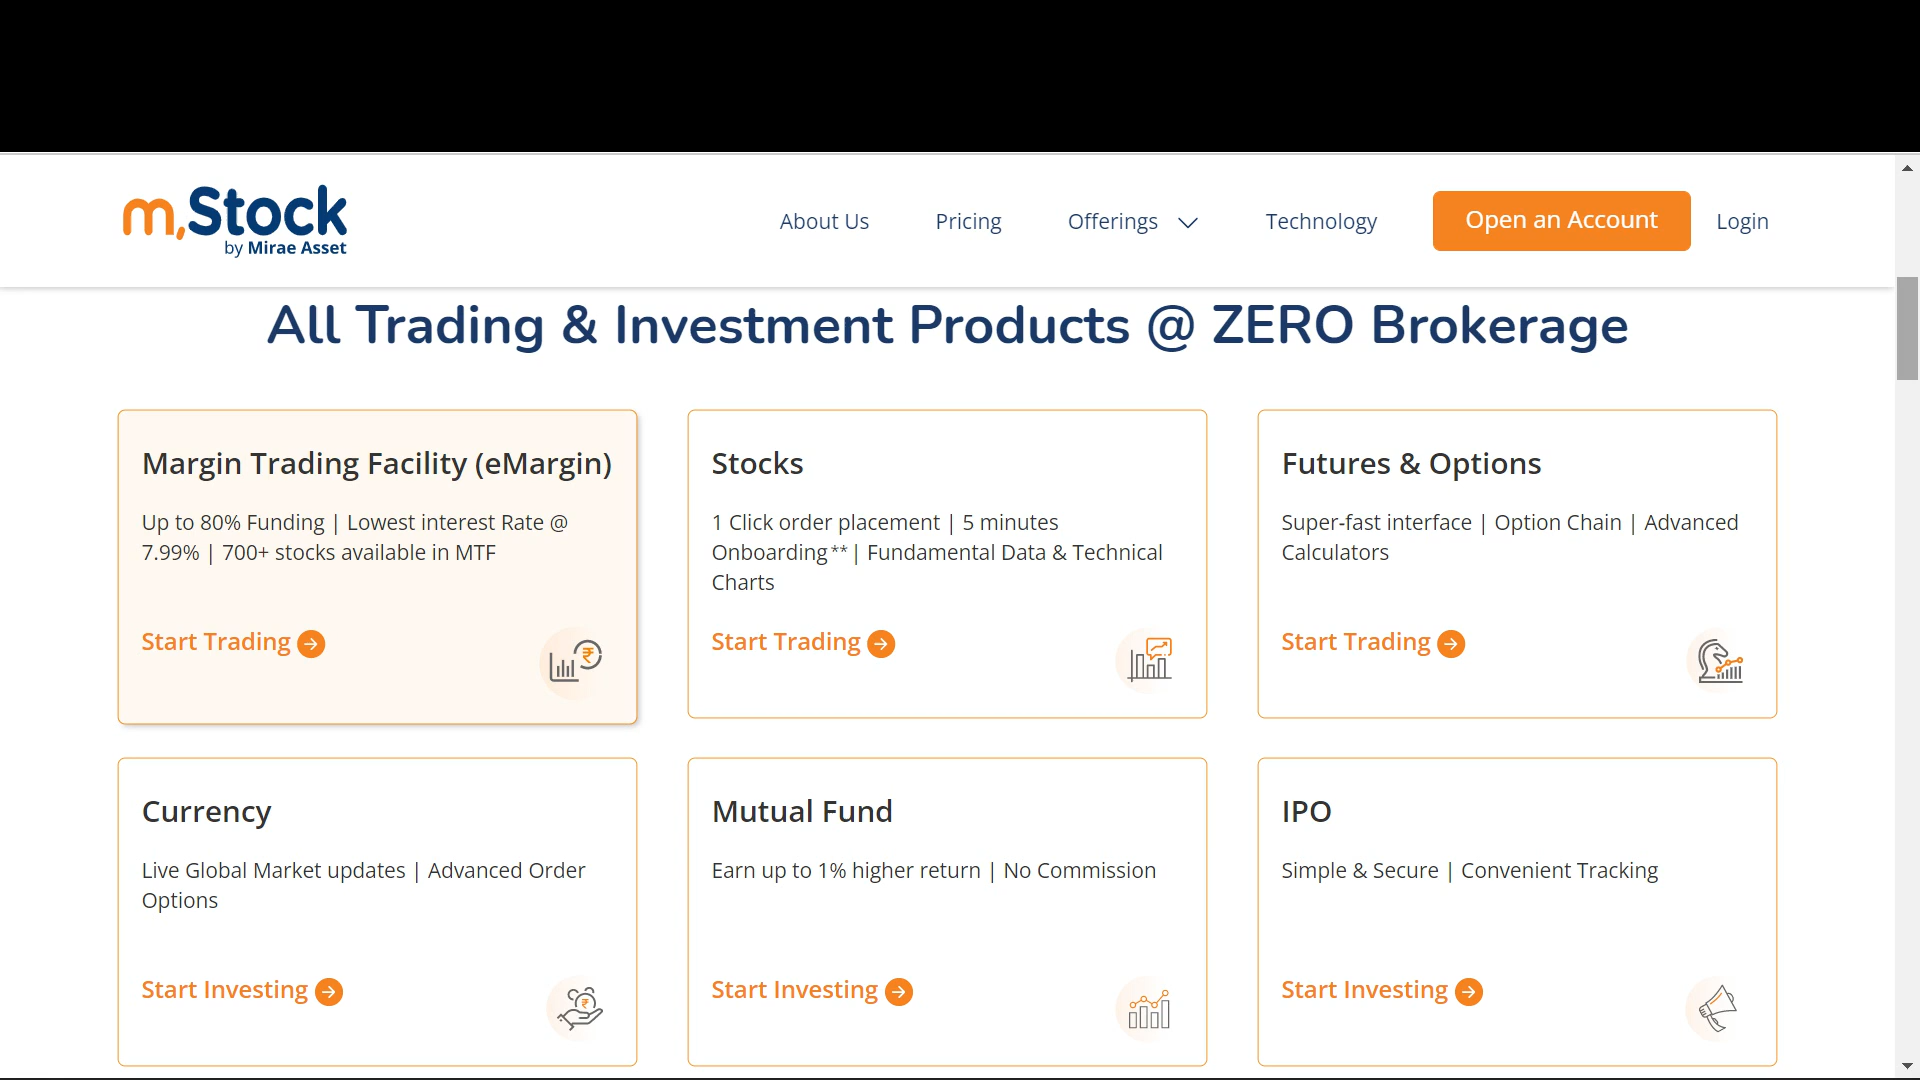 m.Stock
by Mirae Asset
About Us
Pricing
Offerings
Technology
Open an Account
Login
All Trading & Investment Products @ ZERO Brokerage
Margin Trading Facility (eMargin)
Up to 80% Funding | Lowest interest Rate @
7.99% | 700+ stocks available in MTF
Start Trading
Stocks
1 Click order placement | 5 minutes
Onboarding** | Fundamental Data & Technical
Charts
Start Trading
Futures & Options
Super-fast interface | Option Chain | Advanced
Calculators
Start Trading
Currency
Live Global Market updates | Advanced Order
Options
Start Investing
Mutual Fund
Earn up to 1% higher return | No Commission
Start Investing
IPO
Simple & Secure | Convenient Tracking
Start Investing